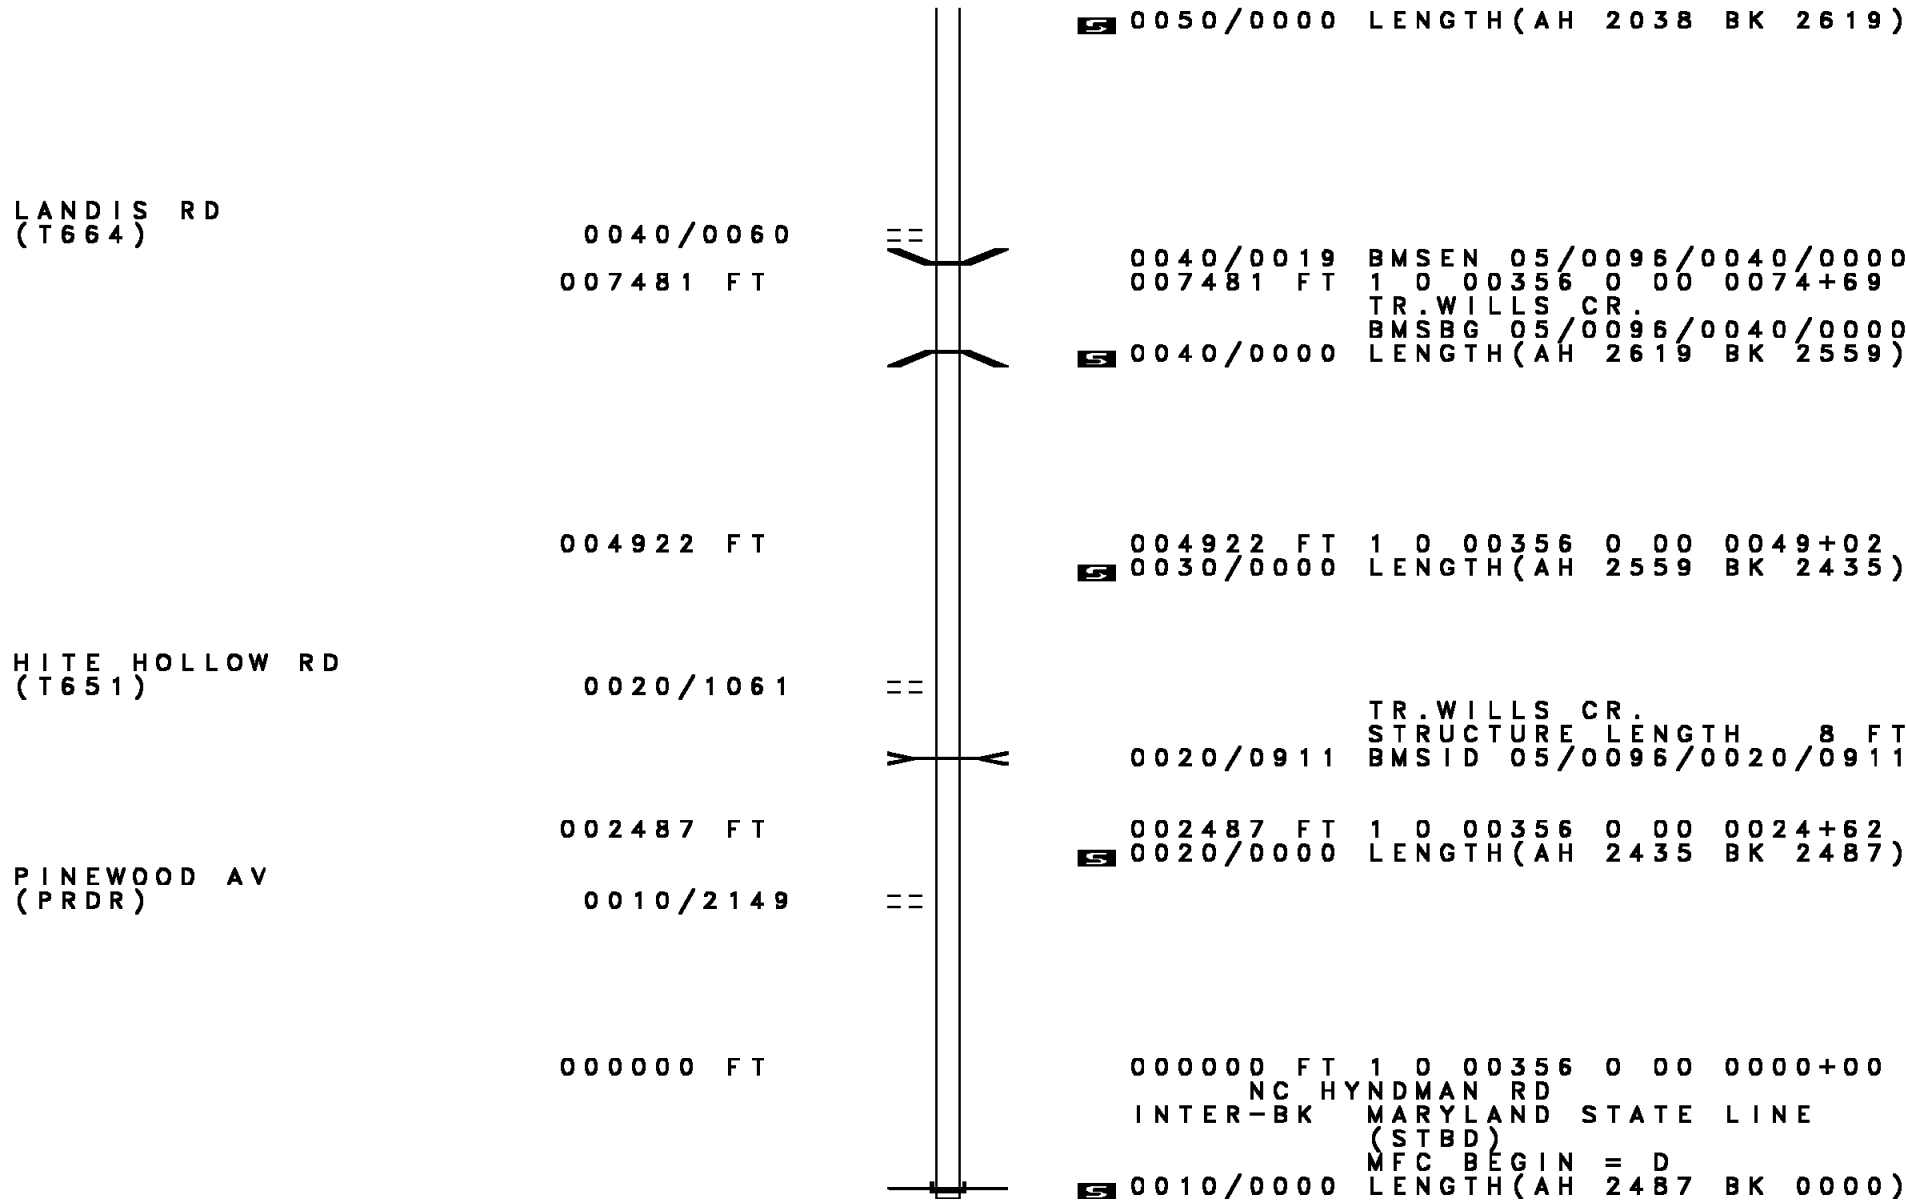 S 0050/0000 LENGTH(AH 2038 BK 2619)
LANDIS RD
(T664) 0040/0060 ==
0040/0019 BMSEN 05/0096/0040/0000
007481 FT 007481 FT 1 0 00356 0 00 0074+69
TR.WILLS CR.
BMSBG 05/0096/0040/0000
S 0040/0000 LENGTH(AH 2619 BK 2559)
004922 FT 004922 FT 1 0 00356 0 00 0049+02
S 0030/0000 LENGTH(AH 2559 BK 2435)
HITE HOLLOW RD
(T651) 0020/1061 ==
TR.WILLS CR.
STRUCTURE LENGTH 8 FT
0020/0911 BMSID 05/0096/0020/0911
002487 FT 002487 FT 1 0 00356 0 00 0024+62
S 0020/0000 LENGTH(AH 2435 BK 2487)
PINEWOOD AV
(PRDR) 0010/2149 ==
000000 FT 000000 FT 1 0 00356 0 00 0000+00
NC HYNDMAN RD
INTER-BK MARYLAND STATE LINE
(STBD)
MFC BEGIN = D
S 0010/0000 LENGTH(AH 2487 BK 0000)